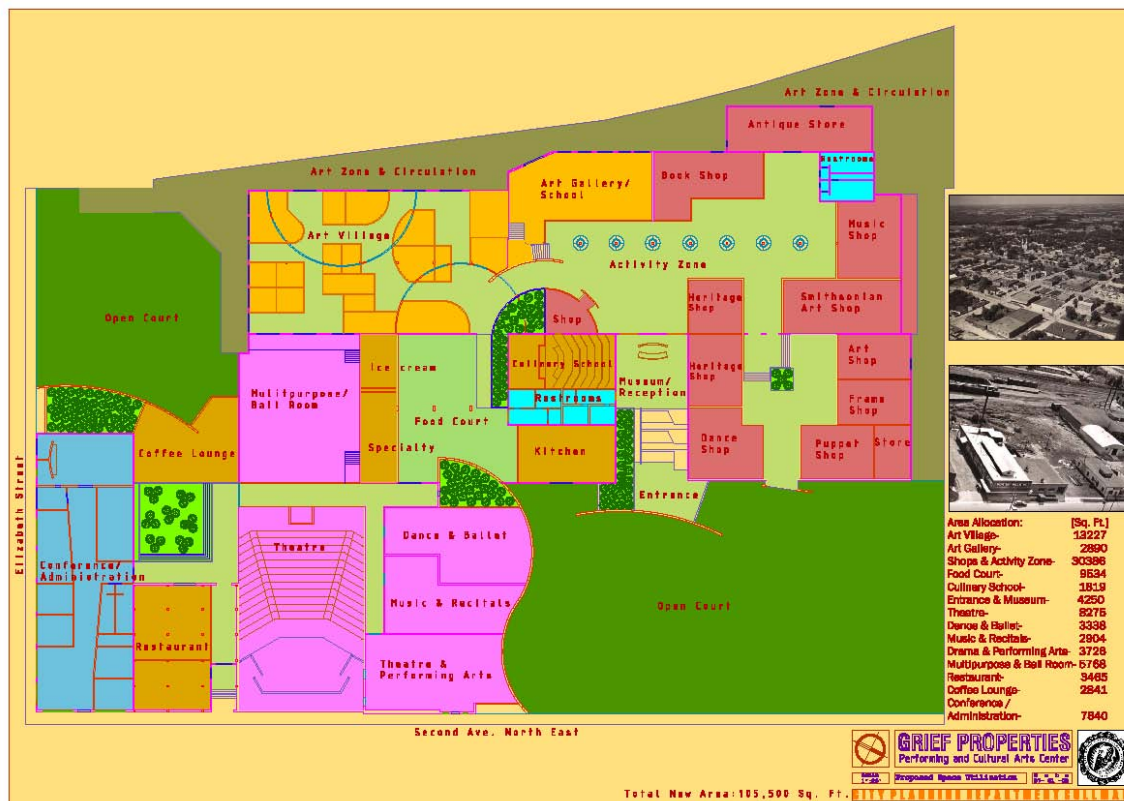 Art Zone & Circulation
Antique Store
Restrooms
Art Zone & Circulation
Art Gallery/
School
Book Shop
Music
Shop
Art Village
Activity Zone
Heritage
Shop
Smithsonian
Art Shop
Open Court
Shop
Ice cream
Culinary School
Museum/
Reception
Heritage
Shop
Art
Shop
Mulitpurpose/
Ball Room
Restrooms
Frame
Shop
Food Court
Specialty
Coffee Lounge
Kitchen
Dance
Shop
Puppet
Shop
Store
Entrance
Elizabeth Street
Theatre
Dance & Ballet
Conference/
Administration
Music & Recitals
Open Court
Restaurant
Theatre &
Performing Arts
Second Ave. North East
Area Allocation: [Sq. Ft.]
Art Village- 13227
Art Gallery- 2890
Shops & Activity Zone- 30386
Food Court- 9534
Culinary School- 1819
Entrance & Museum- 4250
Theatre- 8275
Dance & Ballet- 3338
Music & Recitals- 2904
Drama & Performing Arts- 3726
Multipurpose & Ball Room- 5768
Restaurant- 3465
Coffee Lounge- 2841
Conference /
Administration- 7840
GRIEF PROPERTIES
Performing and Cultural Arts Center
Proposed Space Utilization
Total New Area:105,500 Sq. Ft.
CITY PLANNING DEPARTMENT CULLMAN